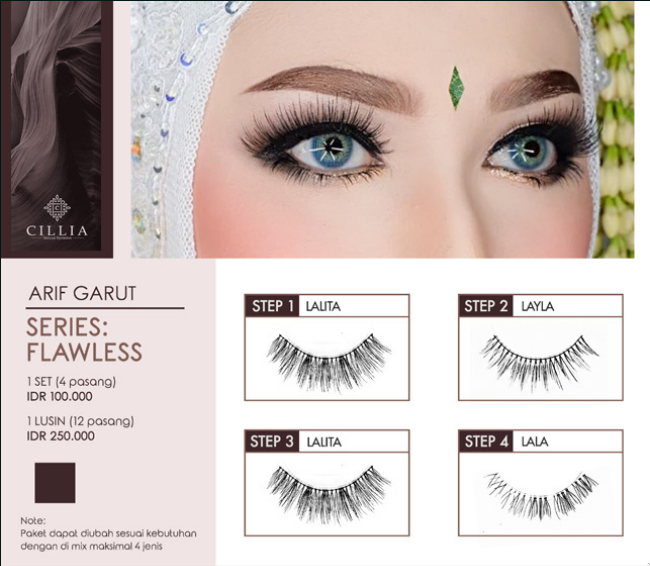 CILLIA
ARIF GARUT
SERIES:
FLAWLESS
1 SET (4 pasang)
IDR 100.000
1 LUSIN (12 pasang)
IDR 250.000
Note:
Paket dapat diubah sesuai kebutuhan
dengan di mix maksimal 4 jenis
STEP 1 LALITA
STEP 2 LAYLA
STEP 3 LALITA
STEP 4 LALA